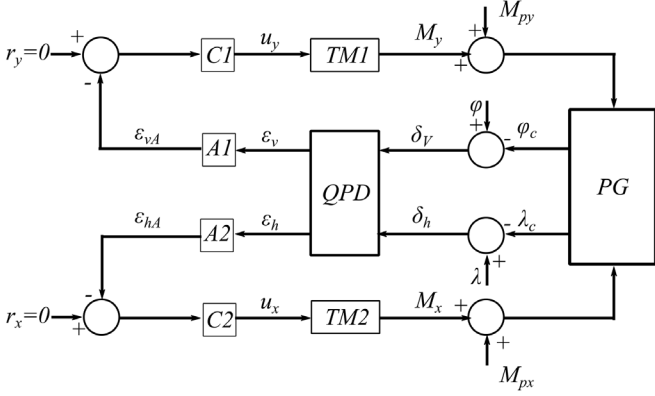 M_py
r_y=0
+
-
C1
u_y
TM1
M_y
+
+
ε_vA
A1
ε_v
QPD
δ_V
φ
+
-
φ_c
PG
ε_hA
A2
ε_h
δ_h
-
λ_c
λ
+
r_x=0
-
+
C2
u_x
TM2
M_x
+
+
M_px